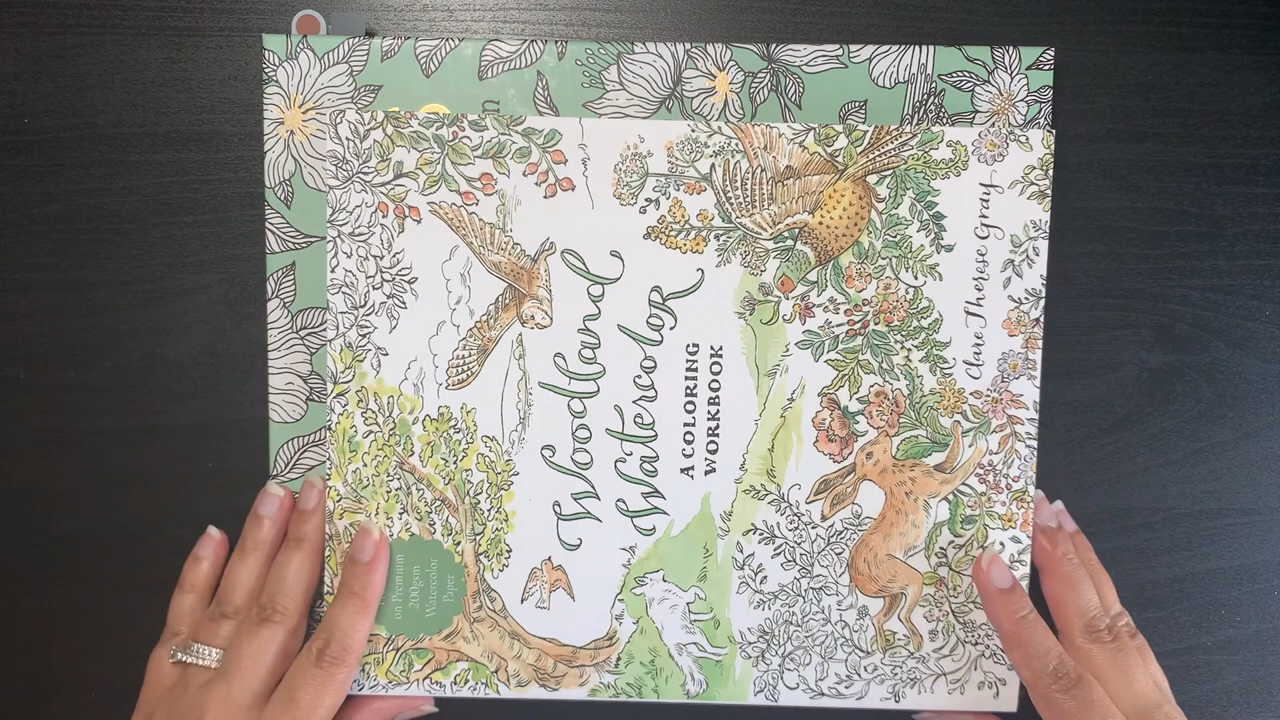 Woodland
Watercolor
A COLORING
WORKBOOK
Clare Therese Gray
on Premium
200gsm
Watercolor
Paper